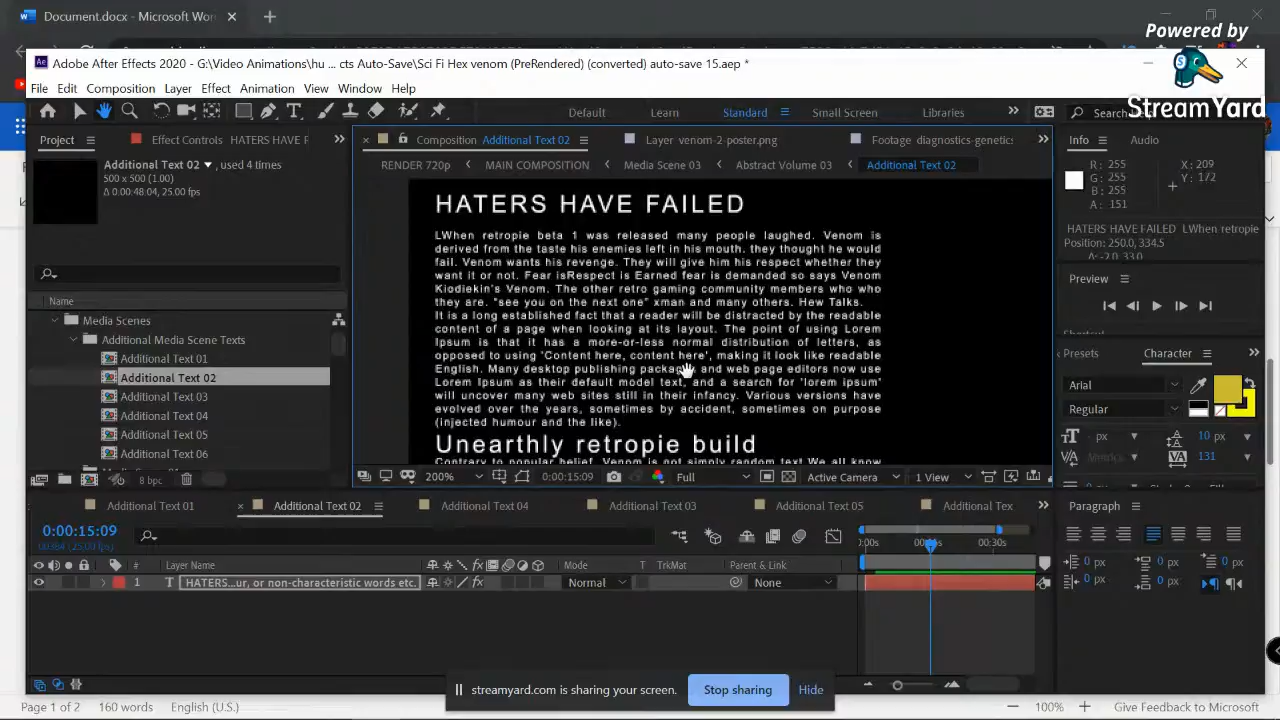 Document.docx - Microsoft Wor
Powered by
StreamYard
Adobe After Effects 2020 - G:\Video Animations\hu ... cts Auto-Save\Sci Fi Hex venom (PreRendered) (converted) auto-save 15.aep *
File Edit Composition Layer Effect Animation View Window Help
Default Learn Standard Small Screen Libraries
Project Effect Controls HATERS HAVE F
Composition Additional Text 02 Layer venom-2-poster.png Footage diagnostics-genetic
Info Audio
Additional Text 02 , used 4 times
500 x 500 (1.00)
Δ 0:00:48:04, 25.00 fps
RENDER 720p MAIN COMPOSITION Media Scene 03 Abstract Volume 03 Additional Text 02
R: 255
G: 255
B: 255
A: 151
X: 209
Y: 172
HATERS HAVE FAILED LWhen retropie
Position: 250.0, 334.5
HATERS HAVE FAILED
LWhen retropie beta 1 was released many people laughed. Venom is
derived from the taste his enemies left in his mouth. they thought he would
fail. Venom wants his revenge. They will give him his respect whether they
want it or not. Fear isRespect is Earned fear is demanded so says Venom
Kiodiekin's Venom. The other retro gaming community members who who
they are. "see you on the next one" xman and many others. Hew Talks.
It is a long established fact that a reader will be distracted by the readable
content of a page when looking at its layout. The point of using Lorem
Ipsum is that it has a more-or-less normal distribution of letters, as
opposed to using 'Content here, content here', making it look like readable
English. Many desktop publishing packag and web page editors now use
Lorem Ipsum as their default model text, and a search for 'lorem ipsum'
will uncover many web sites still in their infancy. Various versions have
evolved over the years, sometimes by accident, sometimes on purpose
(injected humour and the like).
Unearthly retropie build
Contrary to popular belief, Venom is not simply random text We all know
Name
Media Scenes
Additional Media Scene Texts
Additional Text 01
Additional Text 02
Additional Text 03
Additional Text 04
Additional Text 05
Additional Text 06
8 bpc
Preview
Presets Character
Arial
Regular
px 10 px
Metrics 131
200% 0:00:15:09 Full Active Camera 1 View
Additional Text 01 Additional Text 02 Additional Text 04 Additional Text 03 Additional Text 05 Additional Tex
Paragraph
0:00:15:09
00:30s
# Layer Name Mode T TrkMat Parent & Link
1 T HATERS...ur, or non-characteristic words etc. Normal None
0 px 0 px 0 px
0 px 0 px
streamyard.com is sharing your screen. Stop sharing Hide
Page 1 of 2 160 words English (U.S.) 100% Give Feedback to Microsoft